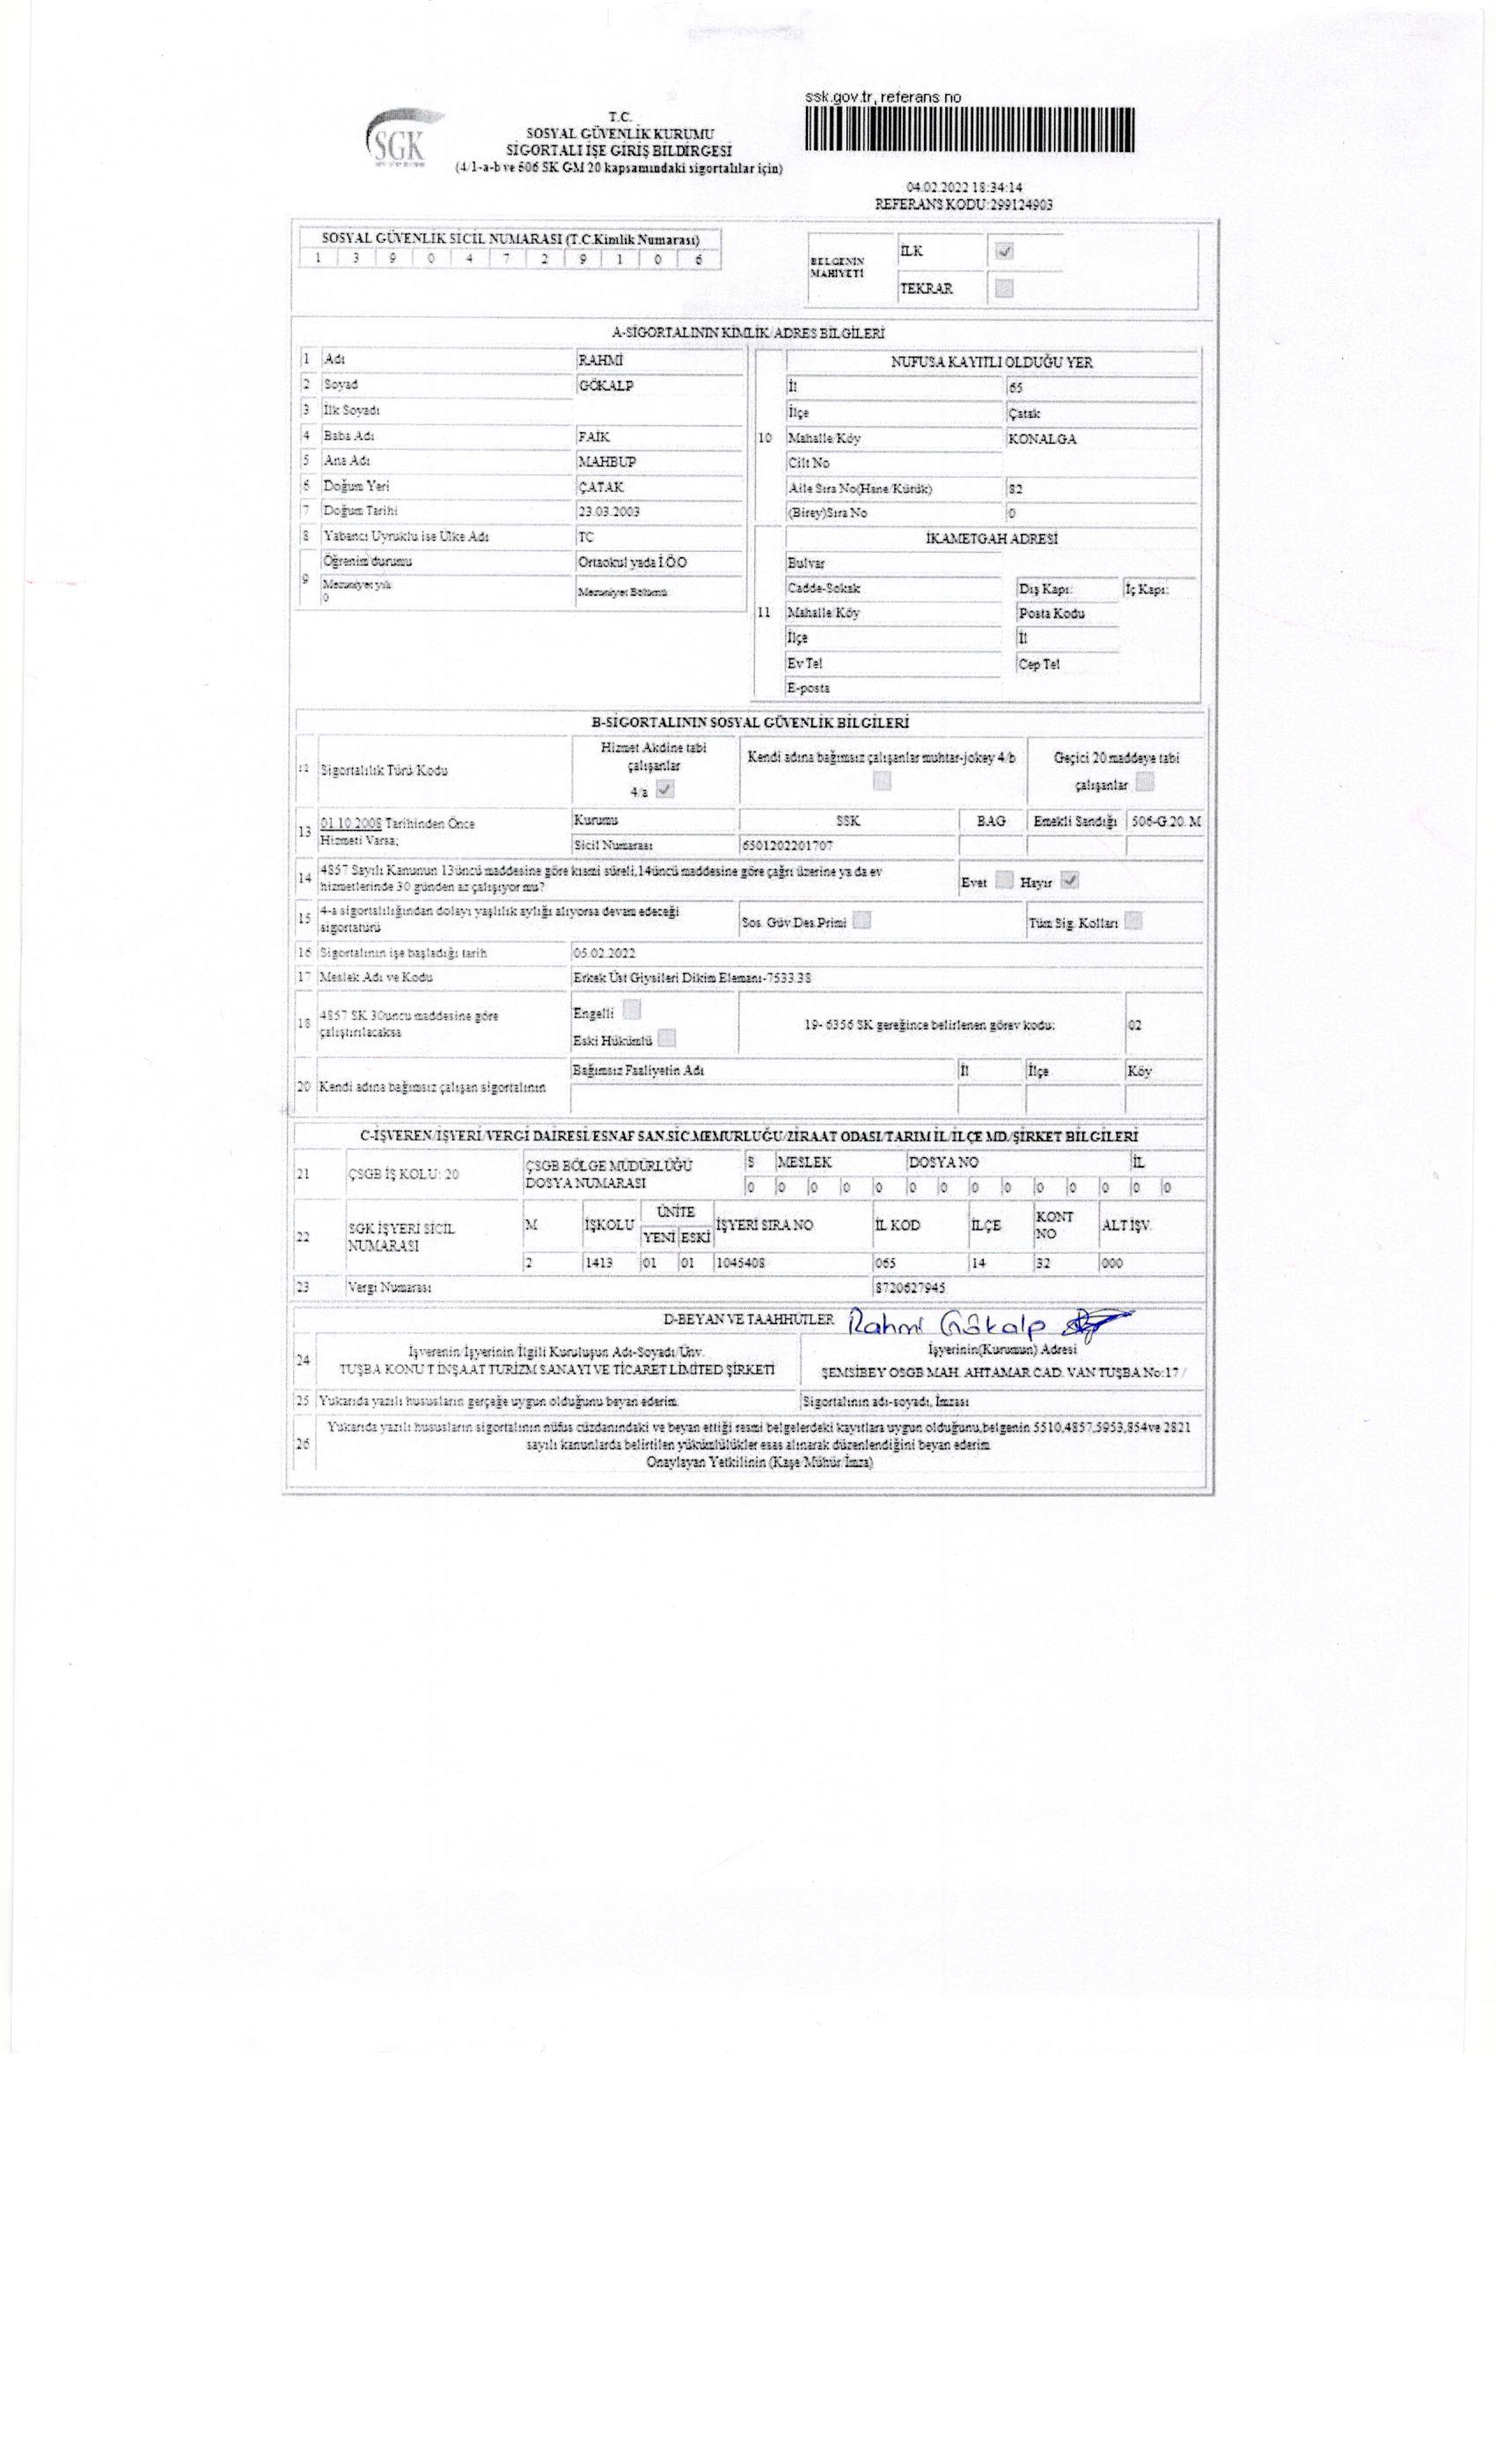 ssk.gov.tr, referans no
SGK
T.C.
SOSYAL GÜVENLİK KURUMU
SİGORTALI İŞE GİRİŞ BİLDİRGESİ
(4/1-a-b ve 506 SK GM 20 kapsamındaki sigortalılar için)
04.02.2022 18:34:14
REFERANS KODU:299124903
SOSYAL GÜVENLİK SİCİL NUMARASI (T.C.Kimlik Numarası)
1 3 9 0 4 7 2 9 1 0 6
BELGENİN MAHİYETİ
İLK
TEKRAR
A-SİGORTALININ KİMLİK/ADRES BİLGİLERİ
1 Adı RAHMİ
2 Soyad GÖKALP
3 İlk Soyadı
4 Baba Adı FAİK
5 Ana Adı MAHBUP
6 Doğum Yeri ÇATAK
7 Doğum Tarihi 23.03.2003
8 Yabancı Uyruklu ise Ülke Adı TC
9 Öğrenim durumu Ortaokul yada İ.Ö.O
Mezuniyet yılı Mezuniyet Bölümü
0
NUFUSA KAYITLI OLDUĞU YER
10
İl 65
İlçe Çatak
Mahalle/Köy KONALGA
Cilt No
Aile Sıra No(Hane/Kütük) 82
(Birey)Sıra No 0
İKAMETGAH ADRESİ
11
Bulvar
Cadde-Sokak Dış Kapı: İç Kapı:
Mahalle/Köy Posta Kodu
İlçe İl
Ev Tel Cep Tel
E-posta
B-SİGORTALININ SOSYAL GÜVENLİK BİLGİLERİ
12 Sigortalılık Türü/Kodu
Hizmet Akdine tabi
çalışanlar
4/a
Kendi adına bağımsız çalışanlar muhtar-jokey 4/b
Geçici 20 maddeye tabi
çalışanlar
13 01.10.2008 Tarihinden Önce
Hizmeti Varsa;
Kurumu SSK BAG Emekli Sandığı 506-G.20. M
Sicil Numarası 6501202201707
14 4857 Sayılı Kanunun 13üncü maddesine göre kısmi süreli,14üncü maddesine göre çağrı üzerine ya da ev
hizmetlerinde 30 günden az çalışıyor mu?
Evet Hayır
15 4-a sigortalılığından dolayı yaşlılık aylığı alıyorsa devam edeceği
sigortatürü
Sos. Güv.Des.Primi Tüm Sig. Kolları
16 Sigortalının işe başladığı tarih 05.02.2022
17 Meslek Adı ve Kodu Erkek Üst Giysileri Dikim Elemanı-7533.38
18 4857 SK 30uncu maddesine göre
çalıştırılacaksa
Engelli
Eski Hükümlü
19- 6356 SK gereğince belirlenen görev kodu: 02
20 Kendi adına bağımsız çalışan sigortalının
Bağımsız Faaliyetin Adı İl İlçe Köy
C-İŞVEREN/İŞYERİ/VERGİ DAİRESİ/ESNAF SAN.SİC.MEMURLUĞU/ZİRAAT ODASI/TARIM İL/İLÇE MD./ŞİRKET BİLGİLERİ
21 ÇSGB İŞ KOLU: 20
ÇSGB BÖLGE MÜDÜRLÜĞÜ
DOSYA NUMARASI
S MESLEK DOSYA NO İL
0 0 0 0 0 0 0 0 0 0 0 0 0 0
22 SGK İŞYERİ SİCİL
NUMARASI
M İŞKOLU ÜNİTE YENİ ESKİ İŞYERİ SIRA NO İL KOD İLÇE KONT NO ALT İŞV.
2 1413 01 01 1045408 065 14 32 000
23 Vergi Numarası 8720627945
D-BEYAN VE TAAHHÜTLER Rahmi Gökalp
24 İşverenin/İşyerinin/İlgili Kuruluşun Adı-Soyadı/Ünv.
TUŞBA KONUT İNŞAAT TURİZM SANAYİ VE TİCARET LİMİTED ŞİRKETİ
İşyerinin(Kurumun) Adresi
ŞEMSİBEY OSGB MAH. AHTAMAR CAD. VAN TUŞBA No:17 /
25 Yukarıda yazılı hususların gerçeğe uygun olduğunu beyan ederim. Sigortalının adı-soyadı, İmzası
26 Yukarıda yazılı hususların sigortalının nüfus cüzdanındaki ve beyan ettiği resmi belgelerdeki kayıtlara uygun olduğunu,belgenin 5510,4857,5953,854ve 2821
sayılı kanunlarda belirtilen yükümlülükler esas alınarak düzenlendiğini beyan ederim
Onaylayan Yetkilinin (Kaşe/Mühür/İmza)